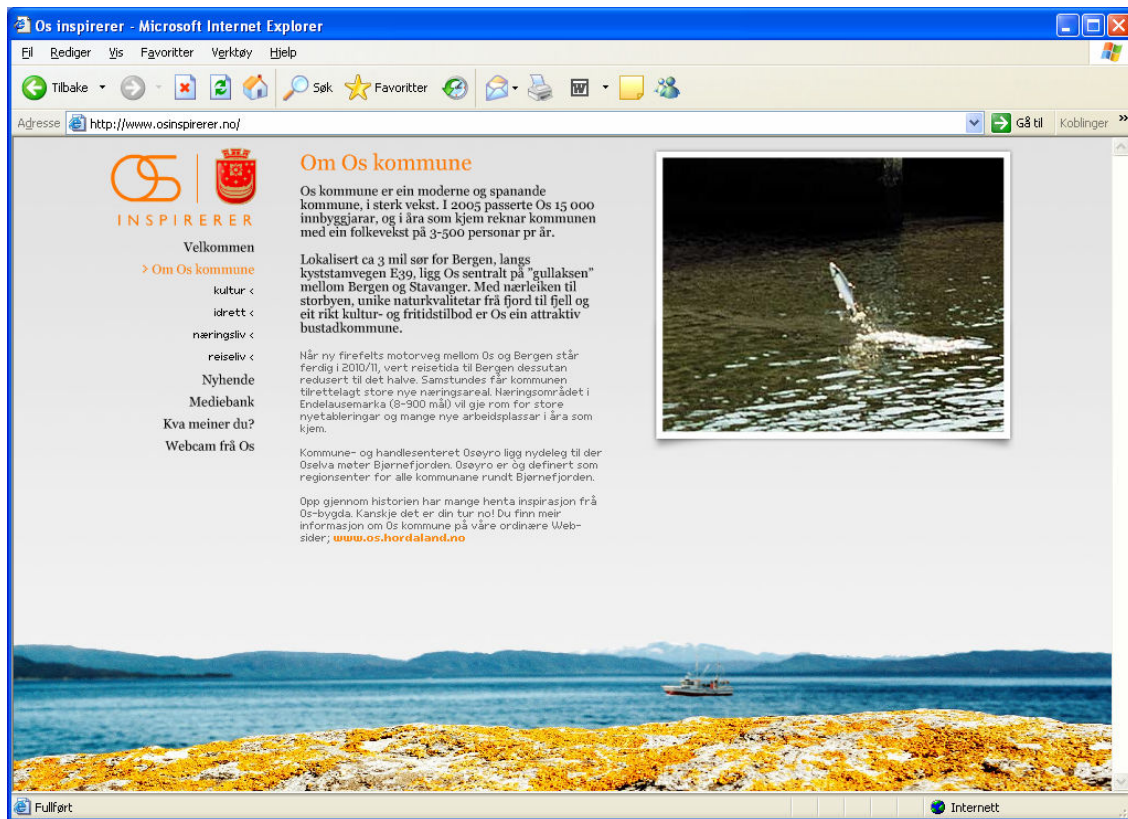 Os inspirerer - Microsoft Internet Explorer
Fil Rediger Vis Favoritter Verktøy Hjelp
Tilbake Søk Favoritter
Adresse http://www.osinspirerer.no/ Gå til Koblinger »
OS
INSPIRERER
Velkommen
> Om Os kommune
kultur <
idrett <
næringsliv <
reiseliv <
Nyhende
Mediebank
Kva meiner du?
Webcam frå Os
Om Os kommune
Os kommune er ein moderne og spanande
kommune, i sterk vekst. I 2005 passerte Os 15 000
innbyggjarar, og i åra som kjem reknar kommunen
med ein folkevekst på 3-500 personar pr år.
Lokalisert ca 3 mil sør for Bergen, langs
kyststamvegen E39, ligg Os sentralt på ”gullaksen”
mellom Bergen og Stavanger. Med nærleiken til
storbyen, unike naturkvalitetar frå fjord til fjell og
eit rikt kultur- og fritidstilbod er Os ein attraktiv
bustadkommune.
Når ny firefelts motorveg mellom Os og Bergen står
ferdig i 2010/11, vert reisetida til Bergen dessutan
redusert til det halve. Samstundes får kommunen
tilrettelagt store nye næringsareal. Næringsområdet i
Endelausemarka (8-900 mål) vil gje rom for store
nyetableringar og mange nye arbeidsplassar i åra som
kjem.
Kommune- og handlesenteret Osøyro ligg nydeleg til der
Oselva møter Bjørnefjorden. Osøyro er òg definert som
regionsenter for alle kommunane rundt Bjørnefjorden.
Opp gjennom historien har mange henta inspirasjon frå
Os-bygda. Kanskje det er din tur no! Du finn meir
informasjon om Os kommune på våre ordinære Web-
sider; www.os.hordaland.no
Fullført
Internett